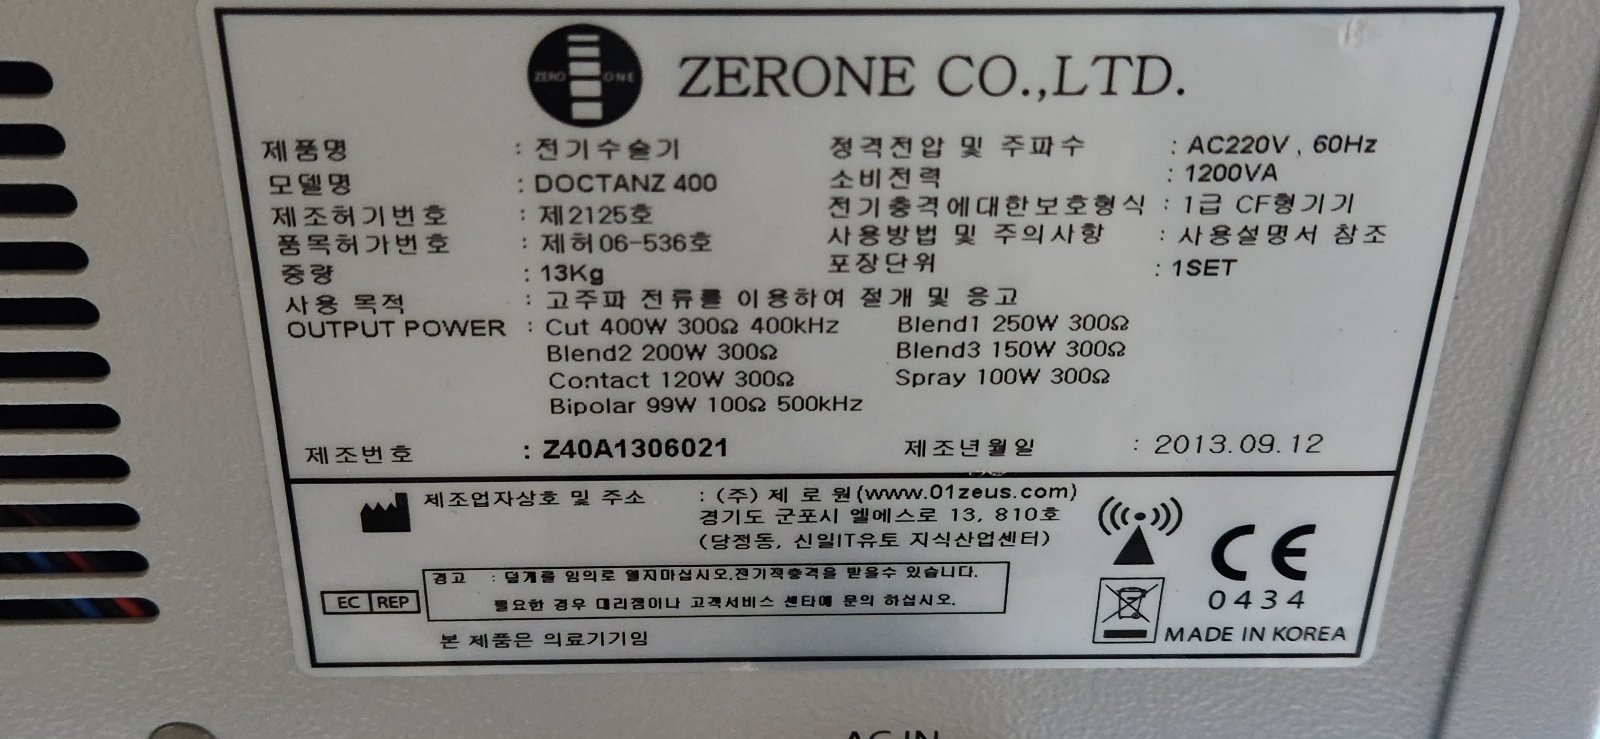 ZERO ONE
ZERONE CO.,LTD.
제품명 : 전기수술기 정격전압 및 주파수 : AC220V, 60Hz
모델명 : DOCTANZ 400 소비전력 : 1200VA
제조허가번호 : 제2125호 전기충격에대한보호형식 : 1급 CF형기기
품목허가번호 : 제허06-536호 사용방법 및 주의사항 : 사용설명서 참조
중량 : 13Kg 포장단위 : 1SET
사용 목적 : 고주파 전류를 이용하여 절개 및 응고
OUTPUT POWER : Cut 400W 300Ω 400kHz Blend1 250W 300Ω
Blend2 200W 300Ω Blend3 150W 300Ω
Contact 120W 300Ω Spray 100W 300Ω
Bipolar 99W 100Ω 500kHz
제조번호 : Z40A1306021 제조년월일 : 2013.09.12
제조업자상호 및 주소 : (주) 제 로 원(www.01zeus.com)
경기도 군포시 엘에스로 13, 810호
(당정동, 신일IT유토 지식산업센터)
경고 : 덮개를 임의로 열지마십시오.전기적충격을 받을수 있습니다.
필요한 경우 대리점이나 고객서비스 센타에 문의 하십시오.
EC REP
본 제품은 의료기기임
CE
0434
MADE IN KOREA
AC IN